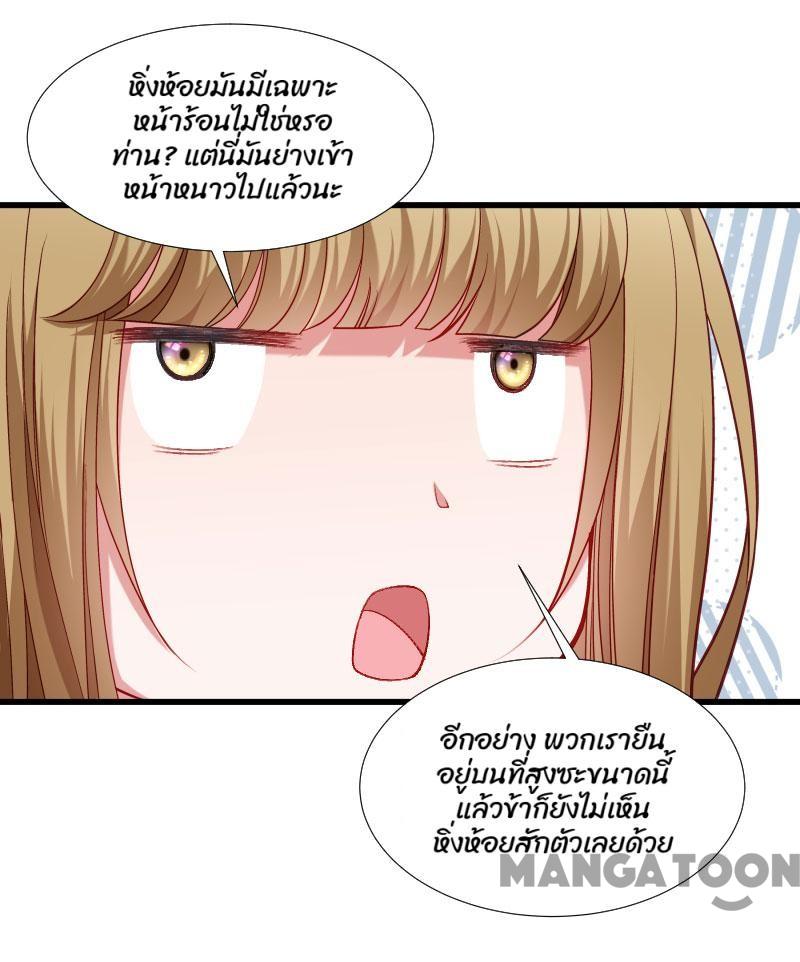 หิ่งห้อยมันมีเฉพาะ
หน้าร้อนไม่ใช่หรอ
ท่าน? แต่นี่มันย่างเข้า
หน้าหนาวไปแล้วนะ
อีกอย่าง พวกเรายืน
อยู่บนที่สูงซะขนาดนี้
แล้วข้าก็ยังไม่เห็น
หิ่งห้อยสักตัวเลยด้วย
MANGATOON